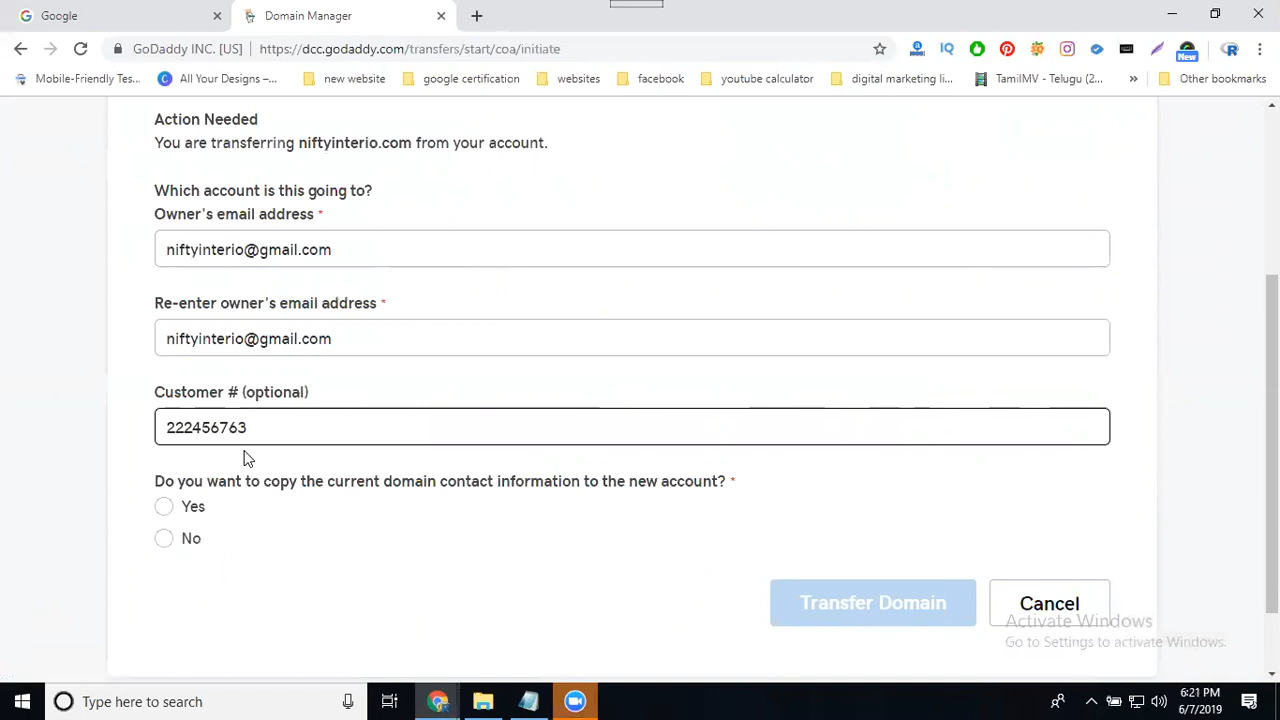 Google
Domain Manager
GoDaddy INC. [US]
https://dcc.godaddy.com/transfers/start/coa/initiate
IQ
New
Mobile-Friendly Tes...
All Your Designs –...
new website
google certification
websites
facebook
youtube calculator
digital marketing li...
TamilMV - Telugu (2...
»
Other bookmarks
Action Needed
You are transferring niftyinterio.com from your account.
Which account is this going to?
Owner's email address *
niftyinterio@gmail.com
Re-enter owner's email address *
niftyinterio@gmail.com
Customer # (optional)
222456763
Do you want to copy the current domain contact information to the new account? *
Yes
No
Transfer Domain
Cancel
Activate Windows
Go to Settings to activate Windows.
Type here to search
6:21 PM
6/7/2019